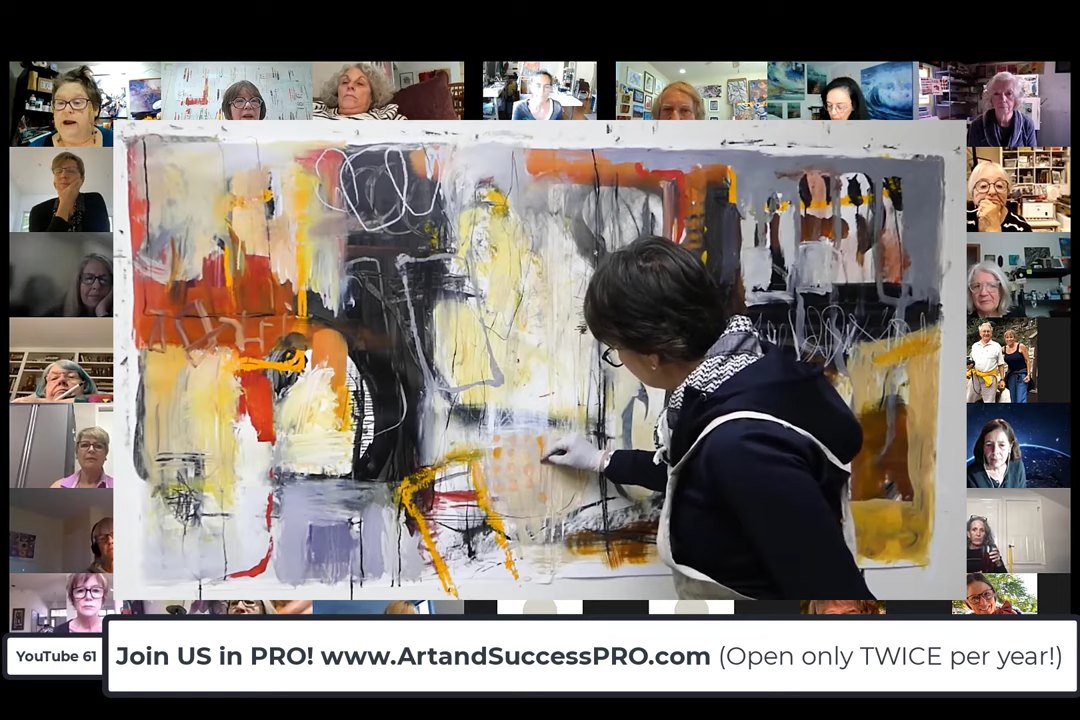 YouTube 61
Join US in PRO! www.ArtandSuccessPRO.com (Open only TWICE per year!)